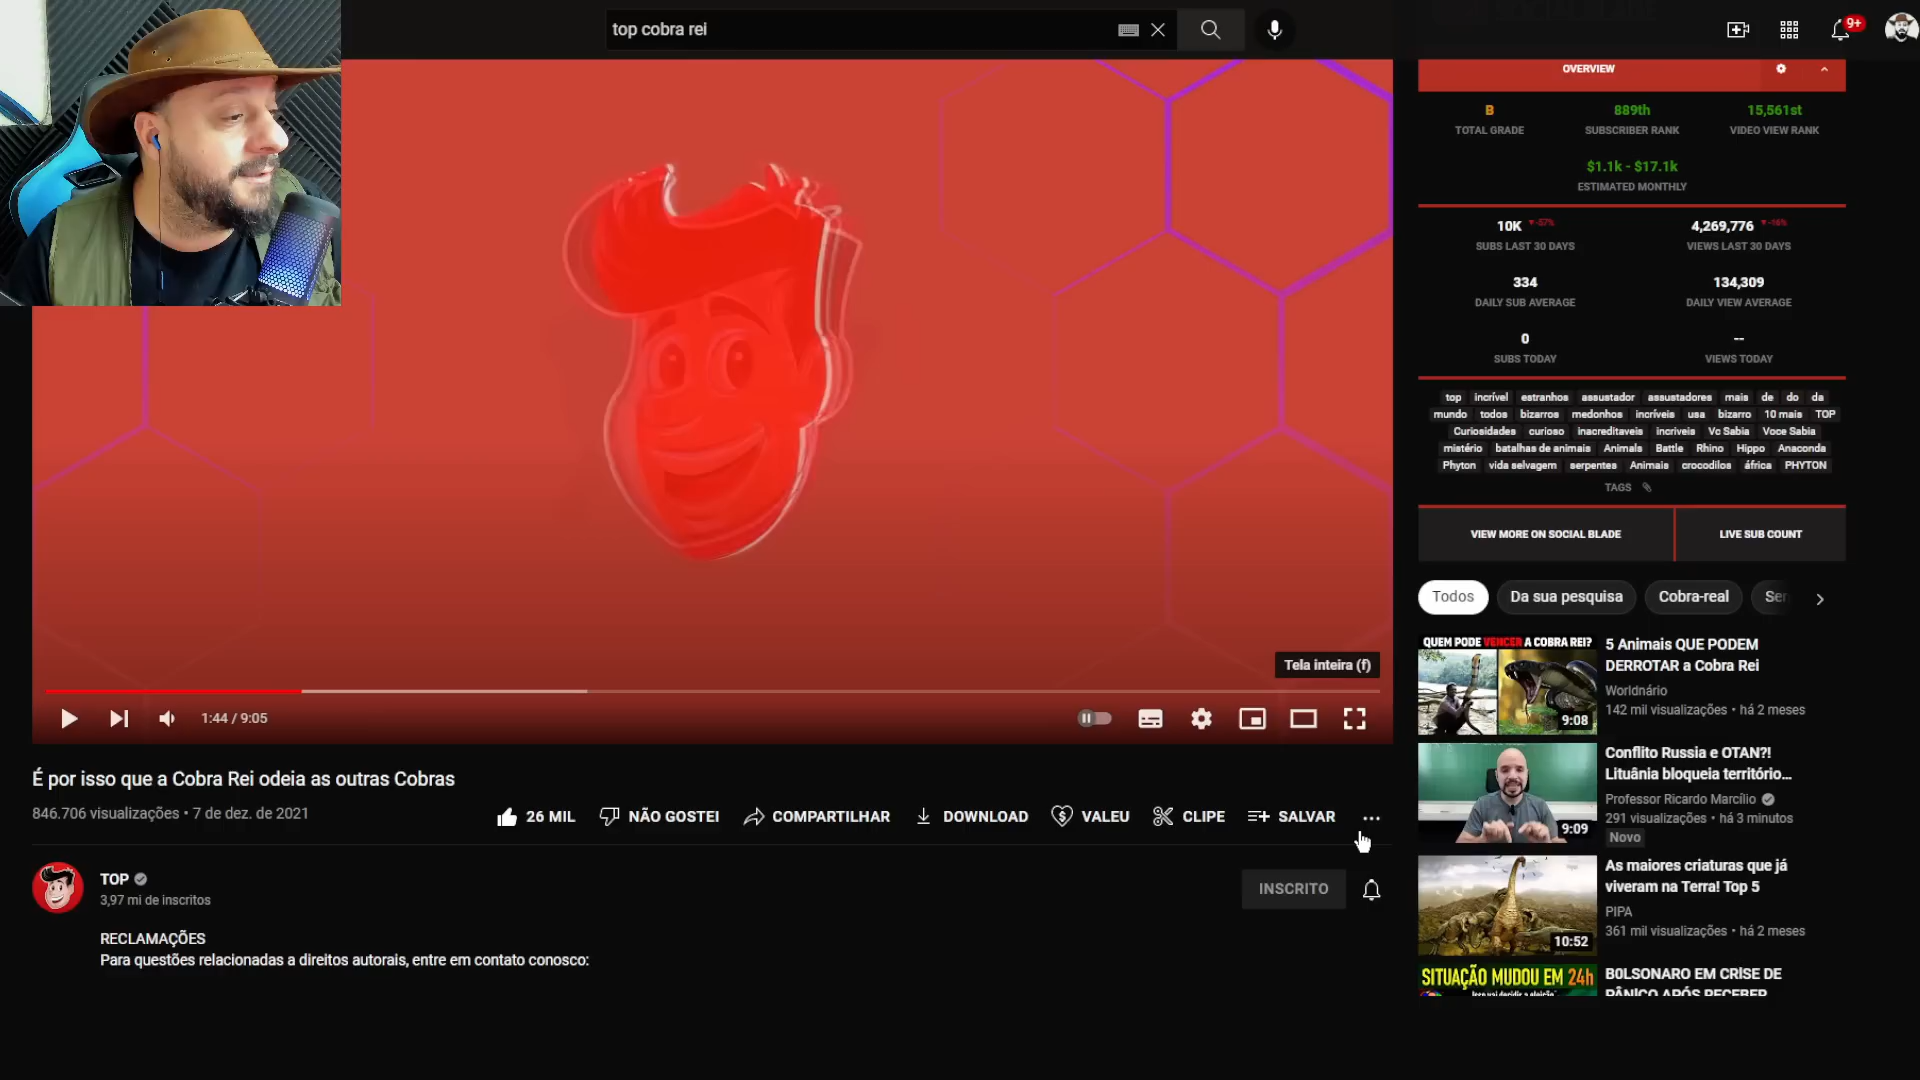 top cobra rei
9+
OVERVIEW
B
TOTAL GRADE
889th
SUBSCRIBER RANK
15,561st
VIDEO VIEW RANK
$1.1k - $17.1k
ESTIMATED MONTHLY
10K ▼-57%
SUBS LAST 30 DAYS
4,269,776 ▼-16%
VIEWS LAST 30 DAYS
334
DAILY SUB AVERAGE
134,309
DAILY VIEW AVERAGE
0
SUBS TODAY
--
VIEWS TODAY
top incrível estranhos assustador assustadores mais de do da
mundo todos bizarros medonhos incríveis usa bizarro 10 mais TOP
Curiosidades curioso inacreditaveis incriveis Vc Sabia Voce Sabia
mistério batalhas de animais Animals Battle Rhino Hippo Anaconda
Phyton vida selvagem serpentes Animais crocodilos áfrica PHYTON
TAGS
VIEW MORE ON SOCIAL BLADE
LIVE SUB COUNT
Todos
Da sua pesquisa
Cobra-real
Tela inteira (f)
1:44 / 9:05
É por isso que a Cobra Rei odeia as outras Cobras
846.706 visualizações • 7 de dez. de 2021
26 MIL
NÃO GOSTEI
COMPARTILHAR
DOWNLOAD
VALEU
CLIPE
SALVAR
TOP
3,97 mi de inscritos
INSCRITO
RECLAMAÇÕES
Para questões relacionadas a direitos autorais, entre em contato conosco:
QUEM PODE VENCER A COBRA REI?
9:08
5 Animais QUE PODEM
DERROTAR a Cobra Rei
Worldnário
142 mil visualizações • há 2 meses
9:09
Conflito Russia e OTAN?!
Lituânia bloqueia território...
Professor Ricardo Marcílio
291 visualizações • há 3 minutos
Novo
10:52
As maiores criaturas que já
viveram na Terra! Top 5
PIPA
361 mil visualizações • há 2 meses
SITUAÇÃO MUDOU EM 24h
Isso vai decidir a eleição
B0LSONARO EM CRISE DE
PÂNICO APÓS RECEBER